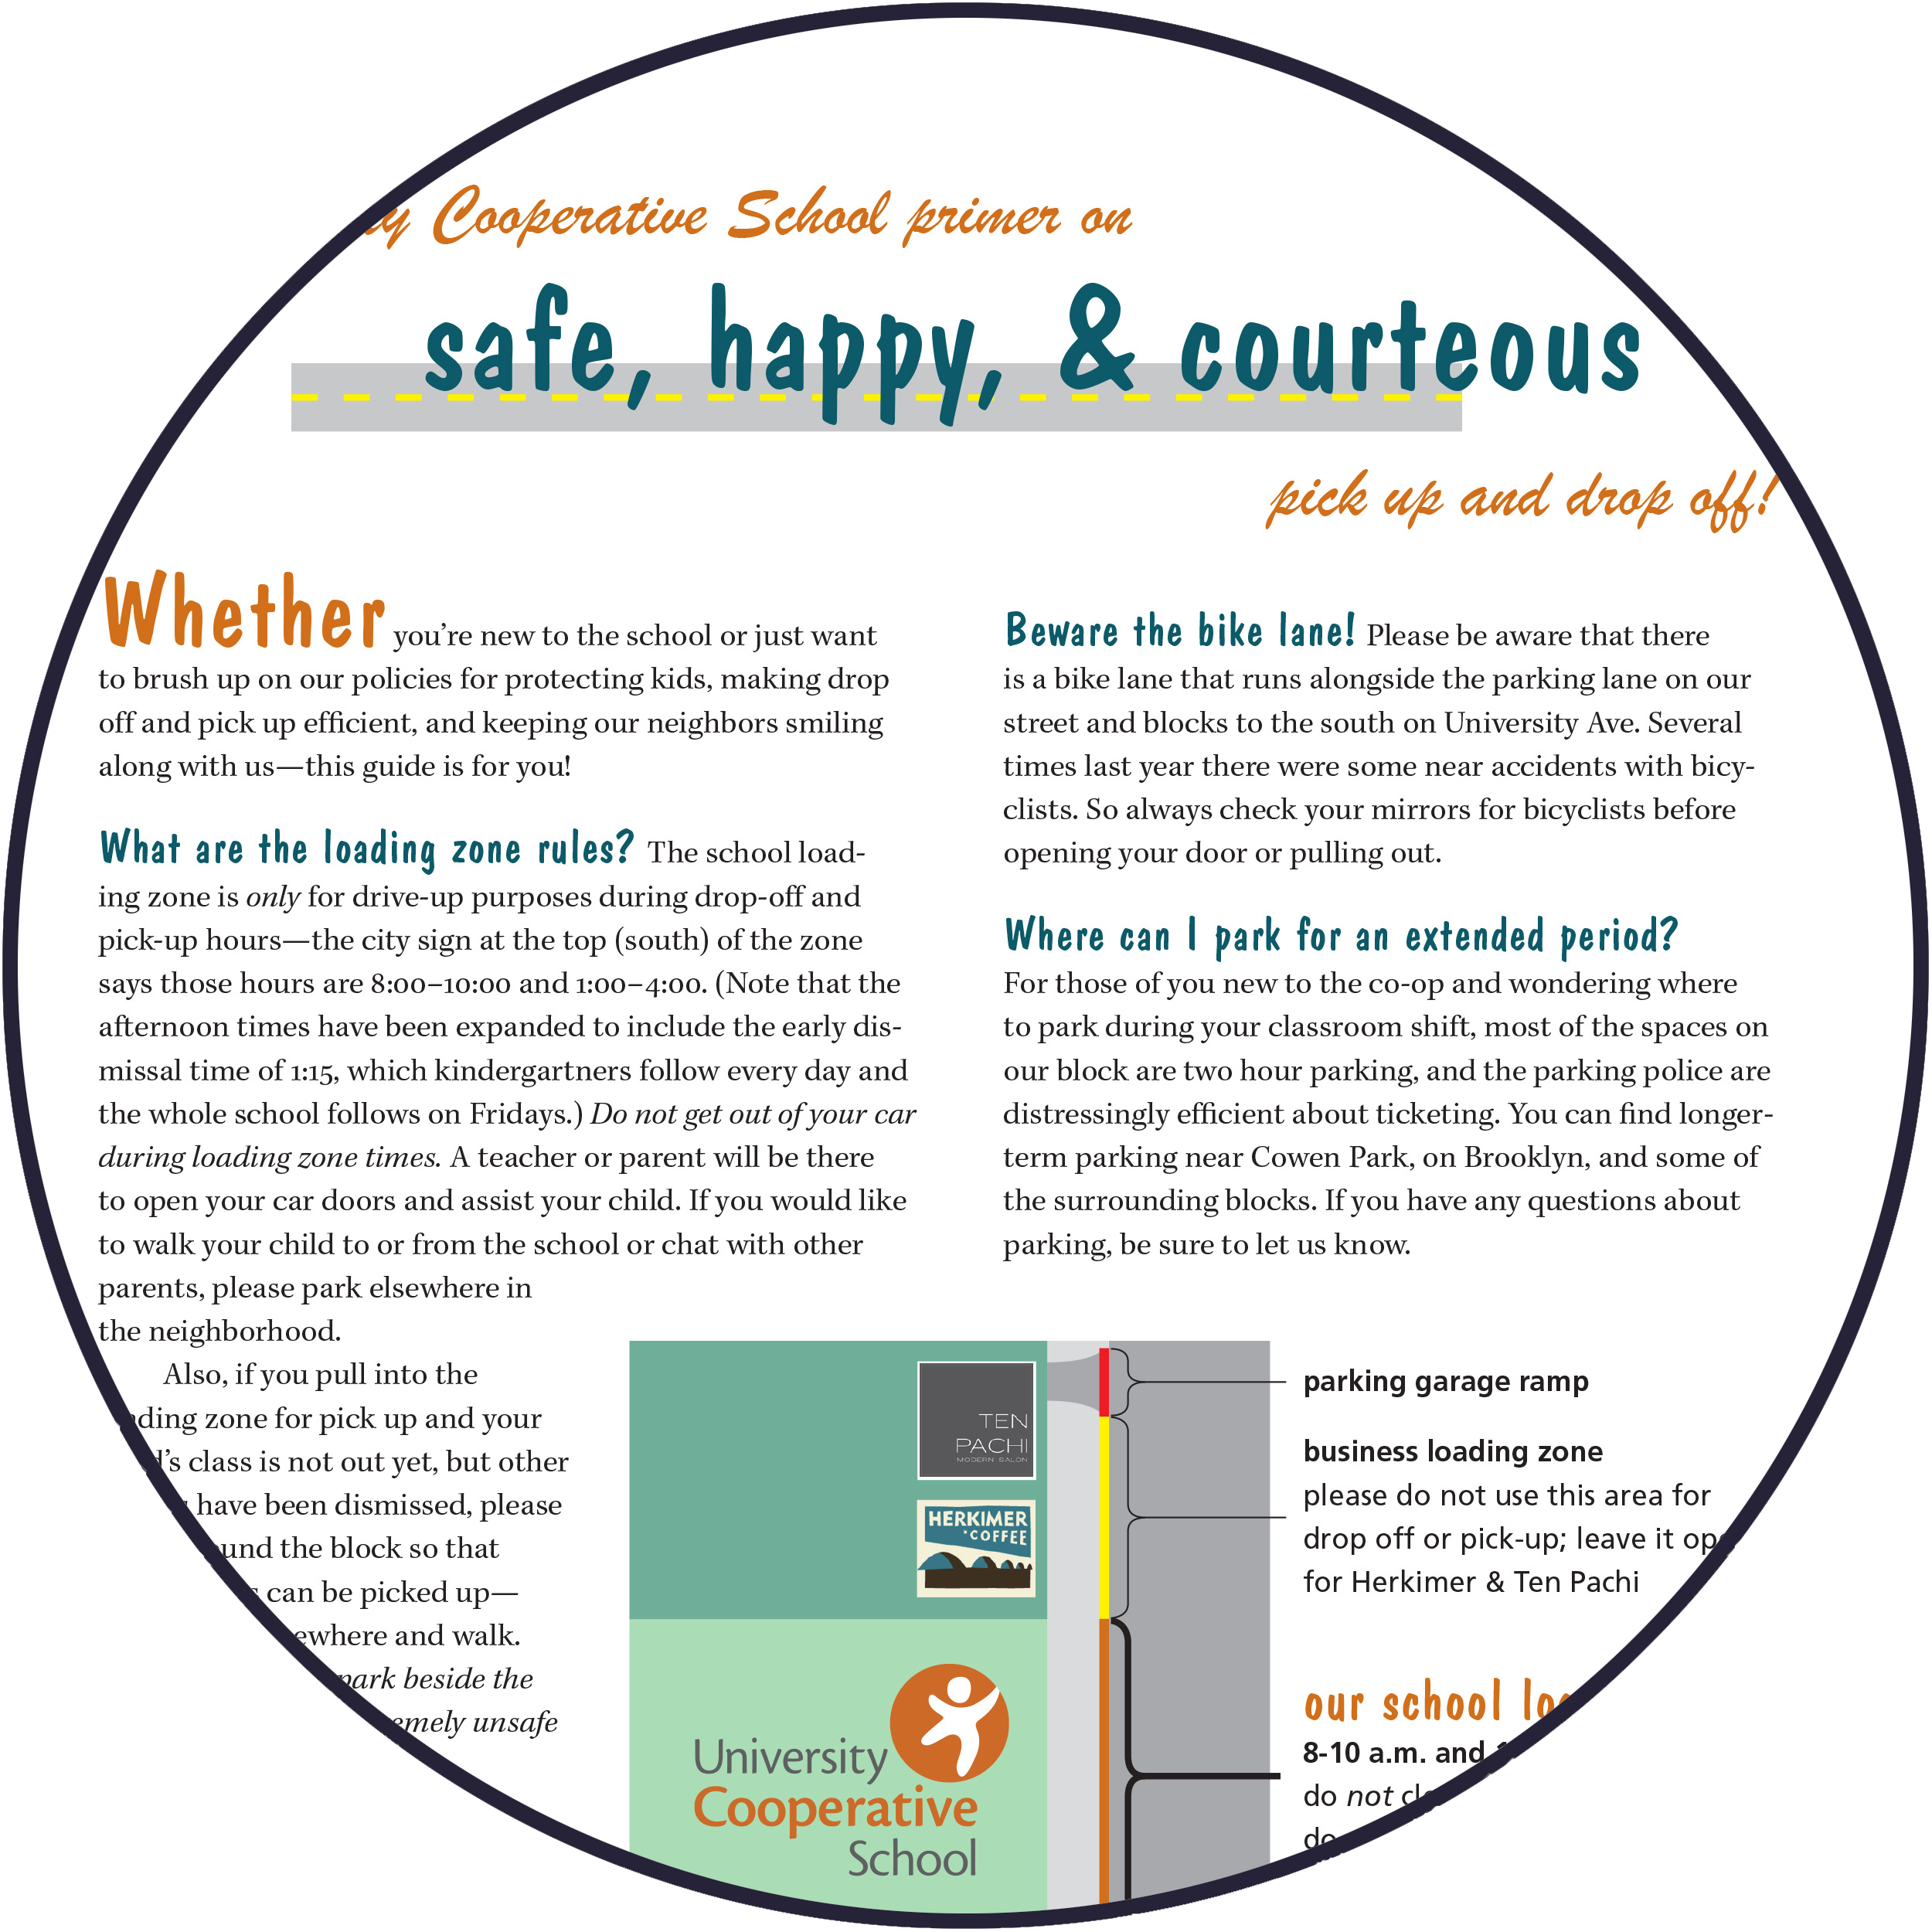 Cooperative School primer on
safe, happy, & courteous
pick up and drop off!
Whether you're new to the school or just want
to brush up on our policies for protecting kids, making drop
off and pick up efficient, and keeping our neighbors smiling
along with us—this guide is for you!
What are the loading zone rules? The school load-
ing zone is only for drive-up purposes during drop-off and
pick-up hours—the city sign at the top (south) of the zone
says those hours are 8:00–10:00 and 1:00–4:00. (Note that the
afternoon times have been expanded to include the early dis-
missal time of 1:15, which kindergartners follow every day and
the whole school follows on Fridays.) Do not get out of your car
during loading zone times. A teacher or parent will be there
to open your car doors and assist your child. If you would like
to walk your child to or from the school or chat with other
parents, please park elsewhere in
the neighborhood.
Also, if you pull into the
zone for pick up and your
class is not out yet, but other
have been dismissed, please
the block so that
can be picked up—
and walk.
park beside the
unsafe
Beware the bike lane! Please be aware that there
is a bike lane that runs alongside the parking lane on our
street and blocks to the south on University Ave. Several
times last year there were some near accidents with bicy-
clists. So always check your mirrors for bicyclists before
opening your door or pulling out.
Where can I park for an extended period?
For those of you new to the co-op and wondering where
to park during your classroom shift, most of the spaces on
our block are two hour parking, and the parking police are
distressingly efficient about ticketing. You can find longer-
term parking near Cowen Park, on Brooklyn, and some of
the surrounding blocks. If you have any questions about
parking, be sure to let us know.
TEN
PACHI
MODERN SALON
HERKIMER
COFFEE
University
Cooperative
School
parking garage ramp
business loading zone
please do not use this area for
drop off or pick-up; leave it
for Herkimer & Ten Pachi
our school
8-10 a.m. and
do not